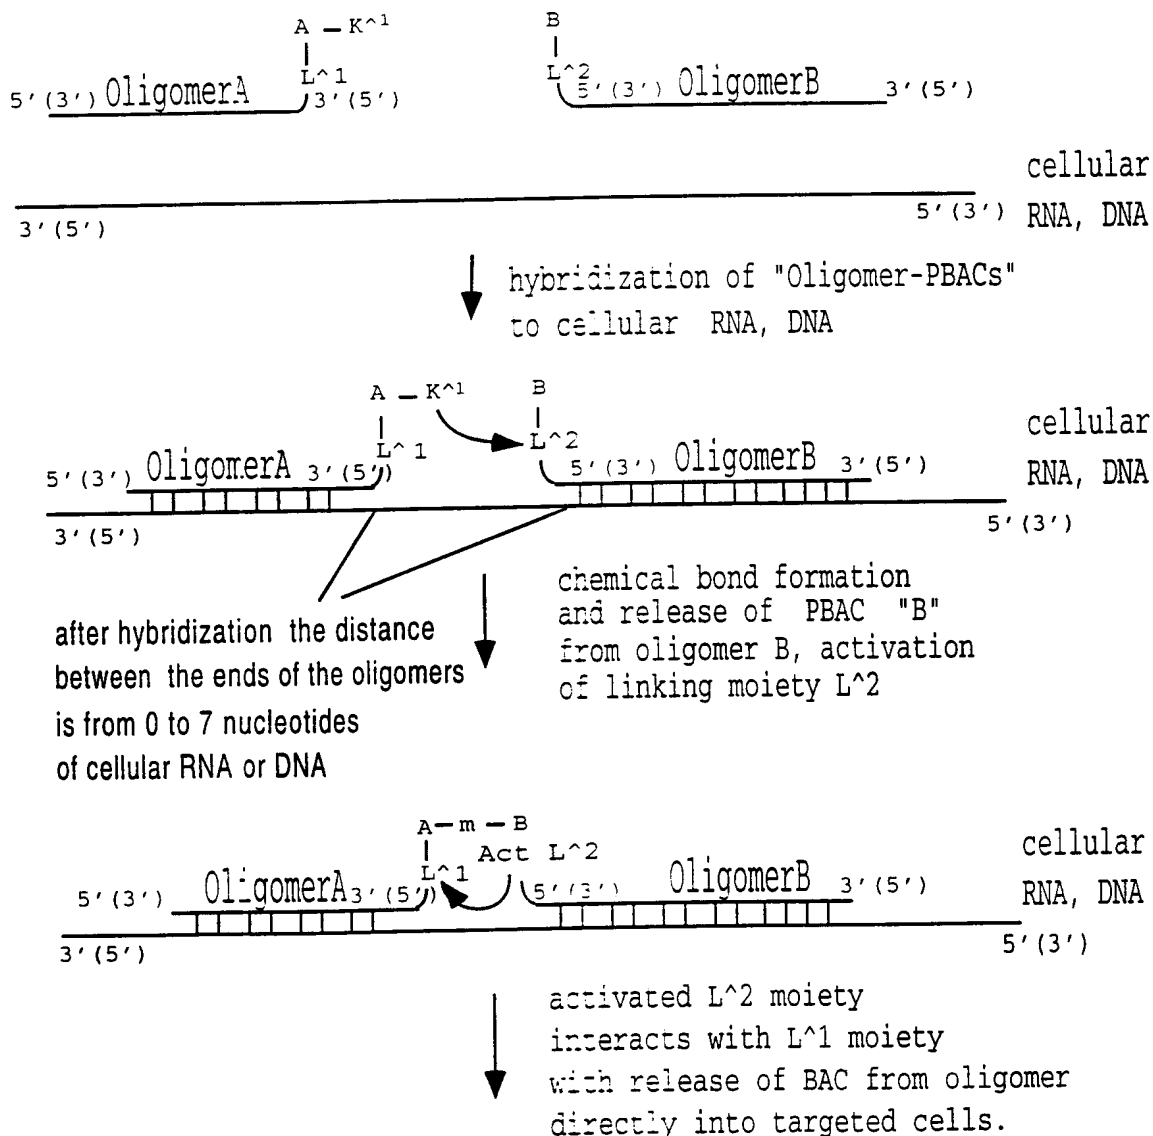 A — K^1
B
L^1
L^2
5'(3') OligomerA 3'(5')
5'(3') OligomerB 3'(5')
cellular
RNA, DNA
3'(5')
5'(3')
hybridization of "Oligomer-PBACs"
to cellular RNA, DNA
A — K^1
B
L^1
L^2
5'(3') OligomerA 3'(5')
5'(3') OligomerB 3'(5')
cellular
RNA, DNA
3'(5')
5'(3')
after hybridization the distance
between the ends of the oligomers
is from 0 to 7 nucleotides
of cellular RNA or DNA
chemical bond formation
and release of PBAC "B"
from oligomer B, activation
of linking moiety L^2
A — m — B
L^1
Act L^2
5'(3') OligomerA 3'(5')
5'(3') OligomerB 3'(5')
cellular
RNA, DNA
3'(5')
5'(3')
activated L^2 moiety
interacts with L^1 moiety
with release of BAC from oligomer
directly into targeted cells.